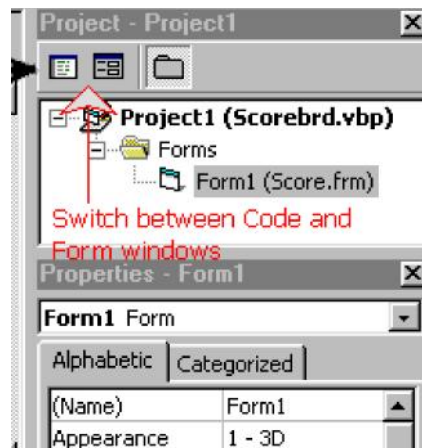 Project - Project1
Project1 (Scorebrd.vbp)
Forms
Form1 (Score.frm)
Switch between Code and
Form windows
Properties - Form1
Form1 Form
Alphabetic Categorized
(Name) Form1
Appearance 1 - 3D